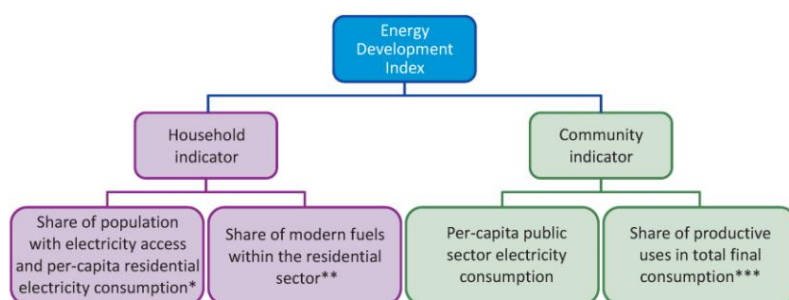 Energy
Development
Index
Household
indicator
Community
indicator
Share of population
with electricity access
and per-capita residential
electricity consumption*
Share of modern fuels
within the residential
sector**
Per-capita public
sector electricity
consumption
Share of productive
uses in total final
consumption***